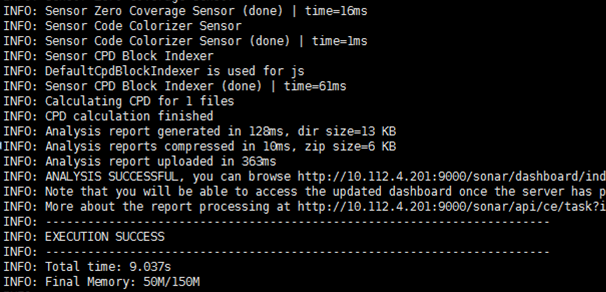 INFO: Sensor Zero Coverage Sensor (done) | time=16ms
INFO: Sensor Code Colorizer Sensor
INFO: Sensor Code Colorizer Sensor (done) | time=1ms
INFO: Sensor CPD Block Indexer
INFO: DefaultCpdBlockIndexer is used for js
INFO: Sensor CPD Block Indexer (done) | time=61ms
INFO: Calculating CPD for 1 files
INFO: CPD calculation finished
INFO: Analysis report generated in 128ms, dir size=13 KB
INFO: Analysis reports compressed in 10ms, zip size=6 KB
INFO: Analysis report uploaded in 363ms
INFO: ANALYSIS SUCCESSFUL, you can browse http://10.112.4.201:9000/sonar/dashboard/ind
INFO: Note that you will be able to access the updated dashboard once the server has p
INFO: More about the report processing at http://10.112.4.201:9000/sonar/api/ce/task?i
INFO: ------------------------------------------------------------------------
INFO: EXECUTION SUCCESS
INFO: ------------------------------------------------------------------------
INFO: Total time: 9.037s
INFO: Final Memory: 50M/150M